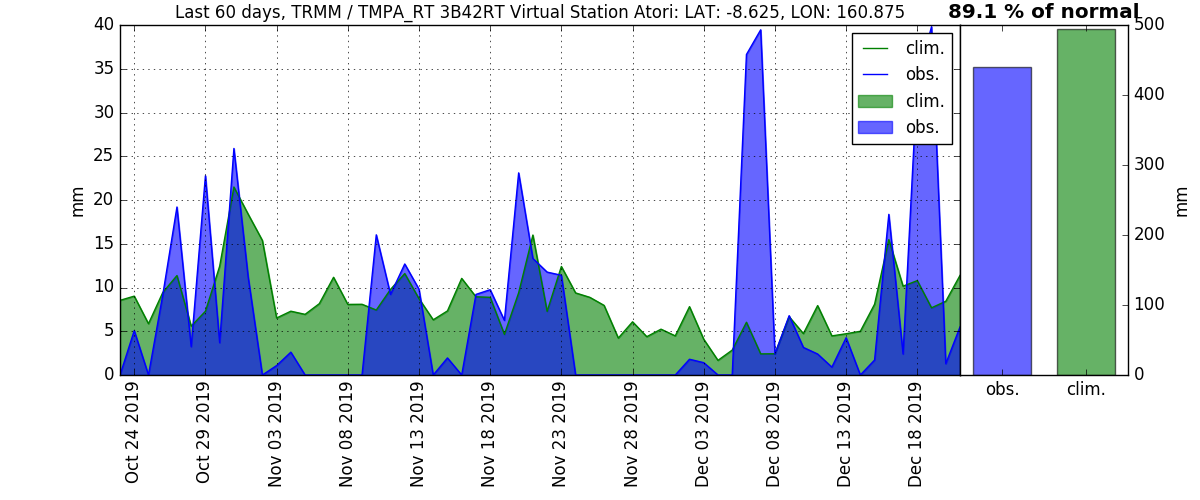 Last 60 days, TRMM / TMPA_RT 3B42RT Virtual Station Atori: LAT: -8.625, LON: 160.875
89.1 % of normal
mm
40
35
30
25
20
15
10
5
0
clim.
obs.
clim.
obs.
500
400
300
200
100
0
mm
Oct 24 2019
Oct 29 2019
Nov 03 2019
Nov 08 2019
Nov 13 2019
Nov 18 2019
Nov 23 2019
Nov 28 2019
Dec 03 2019
Dec 08 2019
Dec 13 2019
Dec 18 2019
obs.
clim.